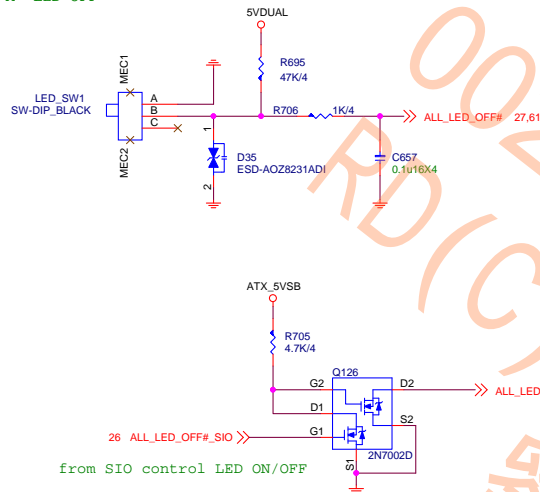 5VDUAL
R695
47K/4
MEC1
LED_SW1
SW-DIP_BLACK
A
B
C
MEC2
R706
1K/4
ALL_LED_OFF# 27,61
1
2
D35
ESD-AOZ8231ADI
C657
0.1u16X4
ATX_5VSB
R705
4.7K/4
Q126
G2
D2
ALL_LED
D1
S2
26 ALL_LED_OFF#_SIO
G1
2N7002D
S1
from SIO control LED ON/OFF
RD(C)
002